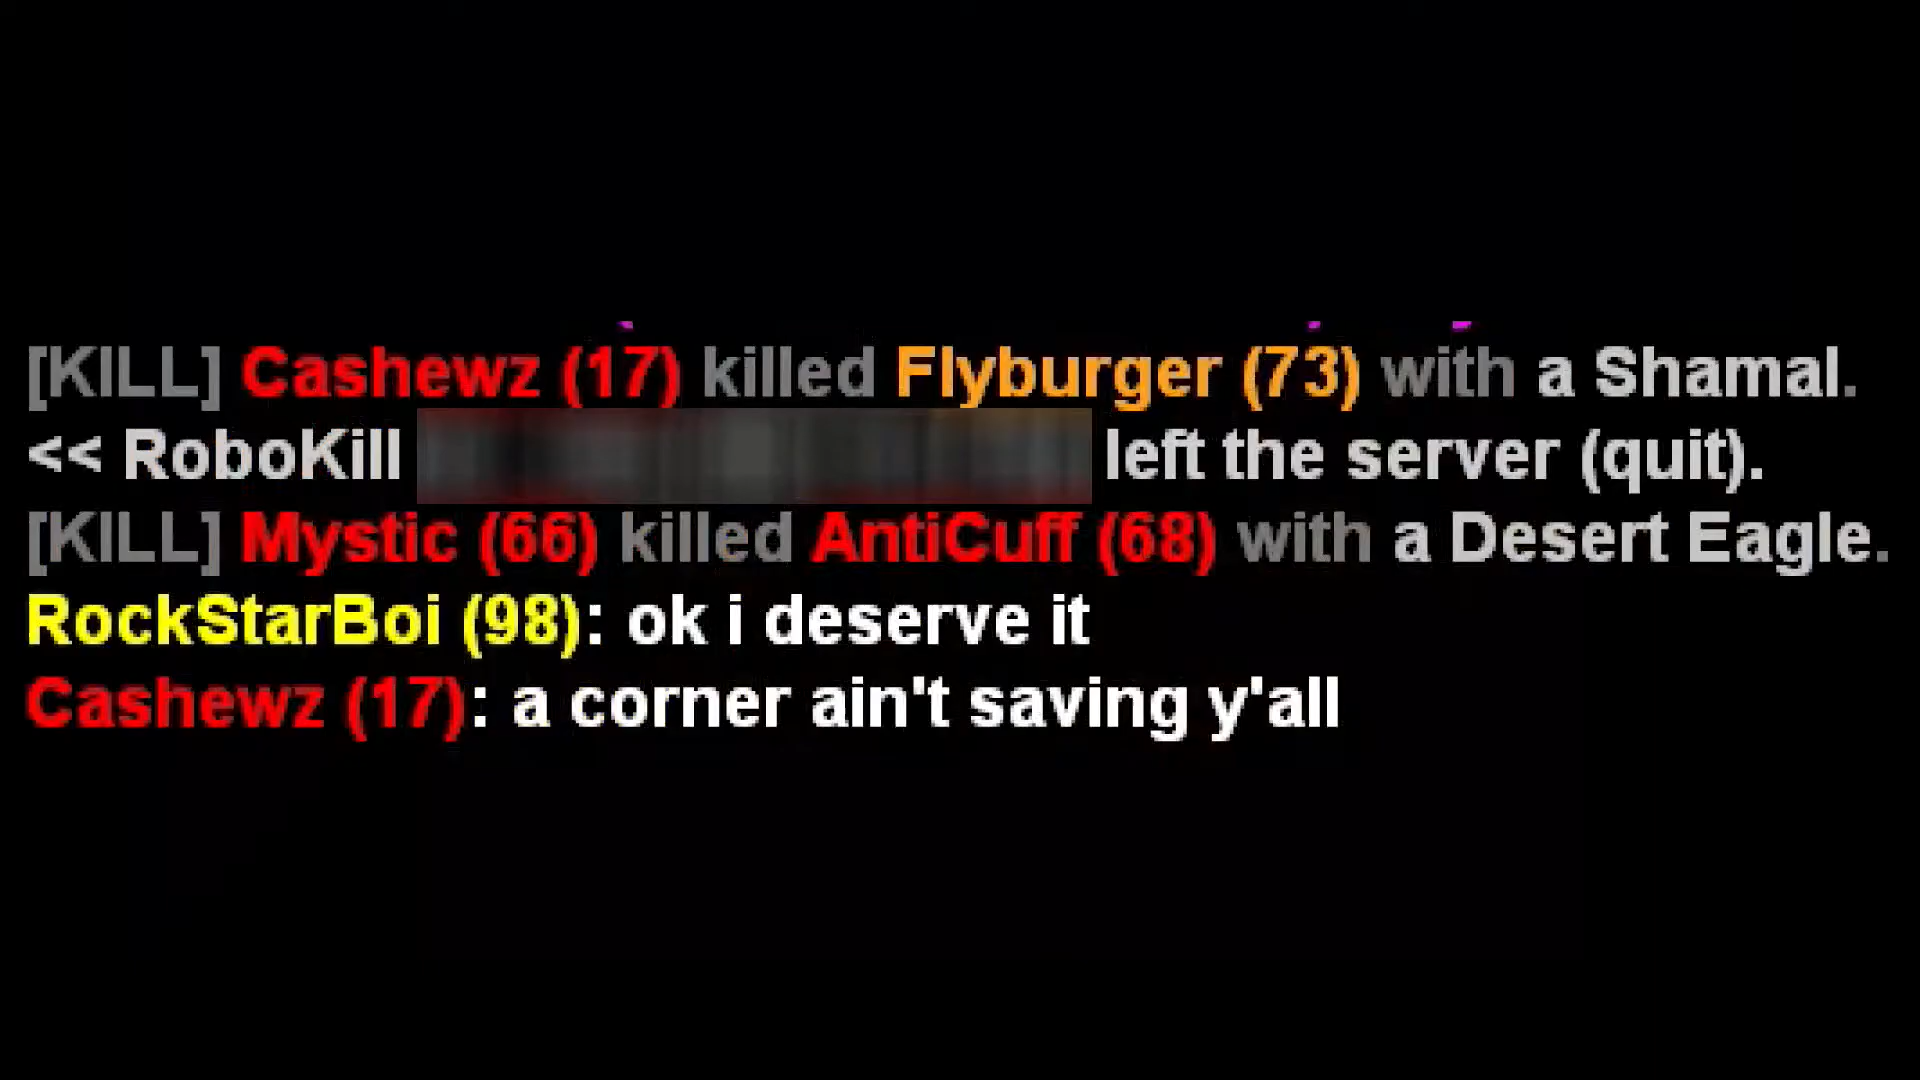 [KILL] Cashewz (17) killed Flyburger (73) with a Shamal.
<< RoboKill left the server (quit).
[KILL] Mystic (66) killed AntiCuff (68) with a Desert Eagle.
RockStarBoi (98): ok i deserve it
Cashewz (17): a corner ain't saving y'all